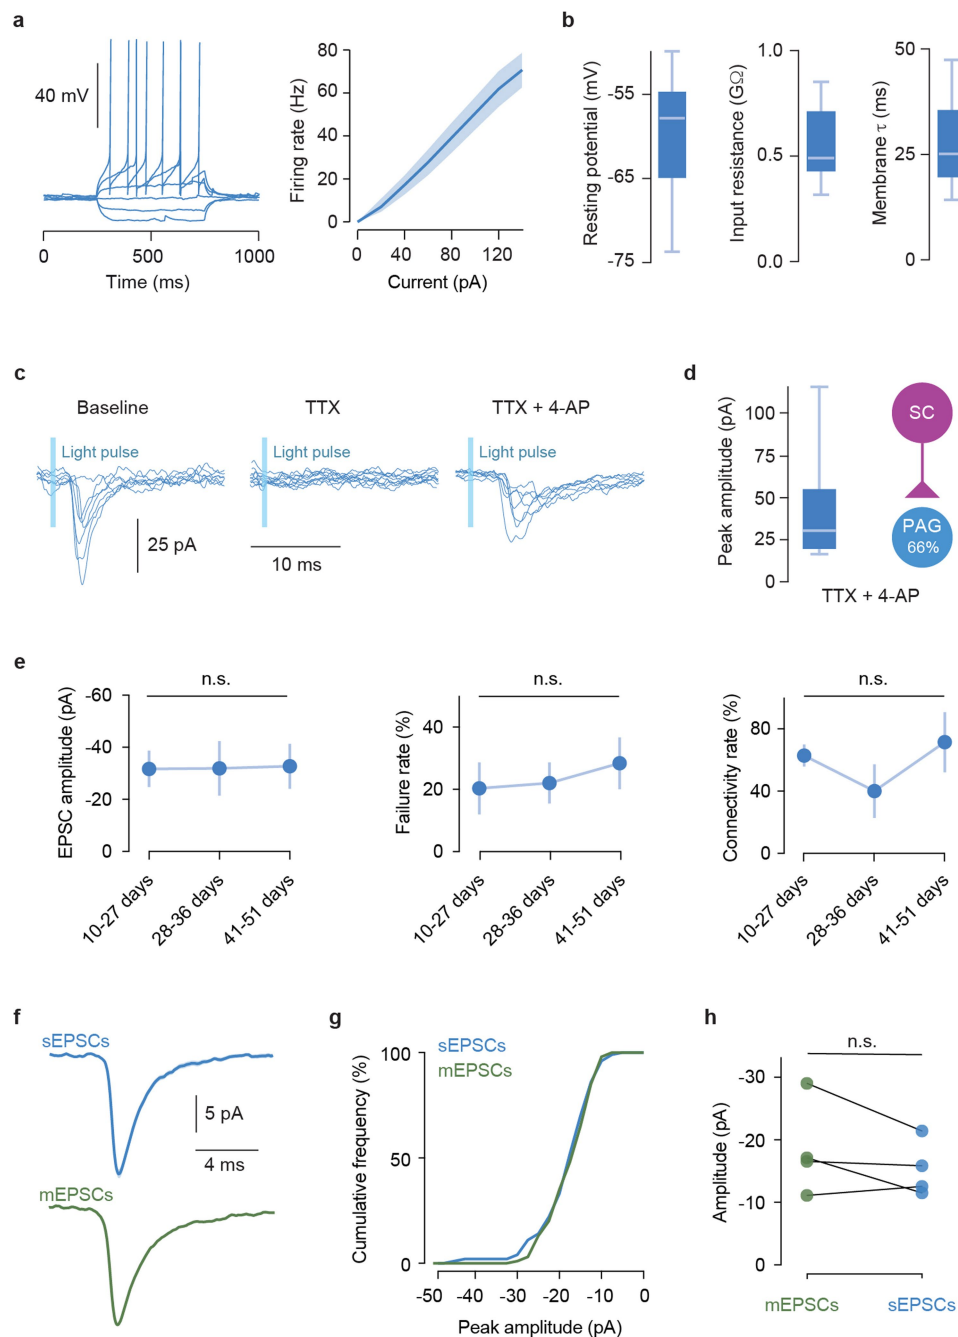 a
40 mV
0
500
1000
Time (ms)
Firing rate (Hz)
80
60
40
20
0
0
40
80
120
Current (pA)
b
Resting potential (mV)
-55
-65
-75
Input resistance (GΩ)
1.0
0.5
0.0
Membrane τ (ms)
50
25
0
c
Baseline
TTX
TTX + 4-AP
Light pulse
Light pulse
Light pulse
25 pA
10 ms
d
Peak amplitude (pA)
100
75
50
25
0
SC
PAG
66%
TTX + 4-AP
e
n.s.
EPSC amplitude (pA)
-60
-40
-20
0
10-27 days
28-36 days
41-51 days
n.s.
Failure rate (%)
40
20
0
10-27 days
28-36 days
41-51 days
n.s.
Connectivity rate (%)
80
40
0
10-27 days
28-36 days
41-51 days
f
sEPSCs
5 pA
4 ms
mEPSCs
g
sEPSCs
mEPSCs
Cumulative frequency (%)
100
50
0
-50
-40
-30
-20
-10
0
Peak amplitude (pA)
h
n.s.
Amplitude (pA)
-30
-20
-10
0
mEPSCs
sEPSCs